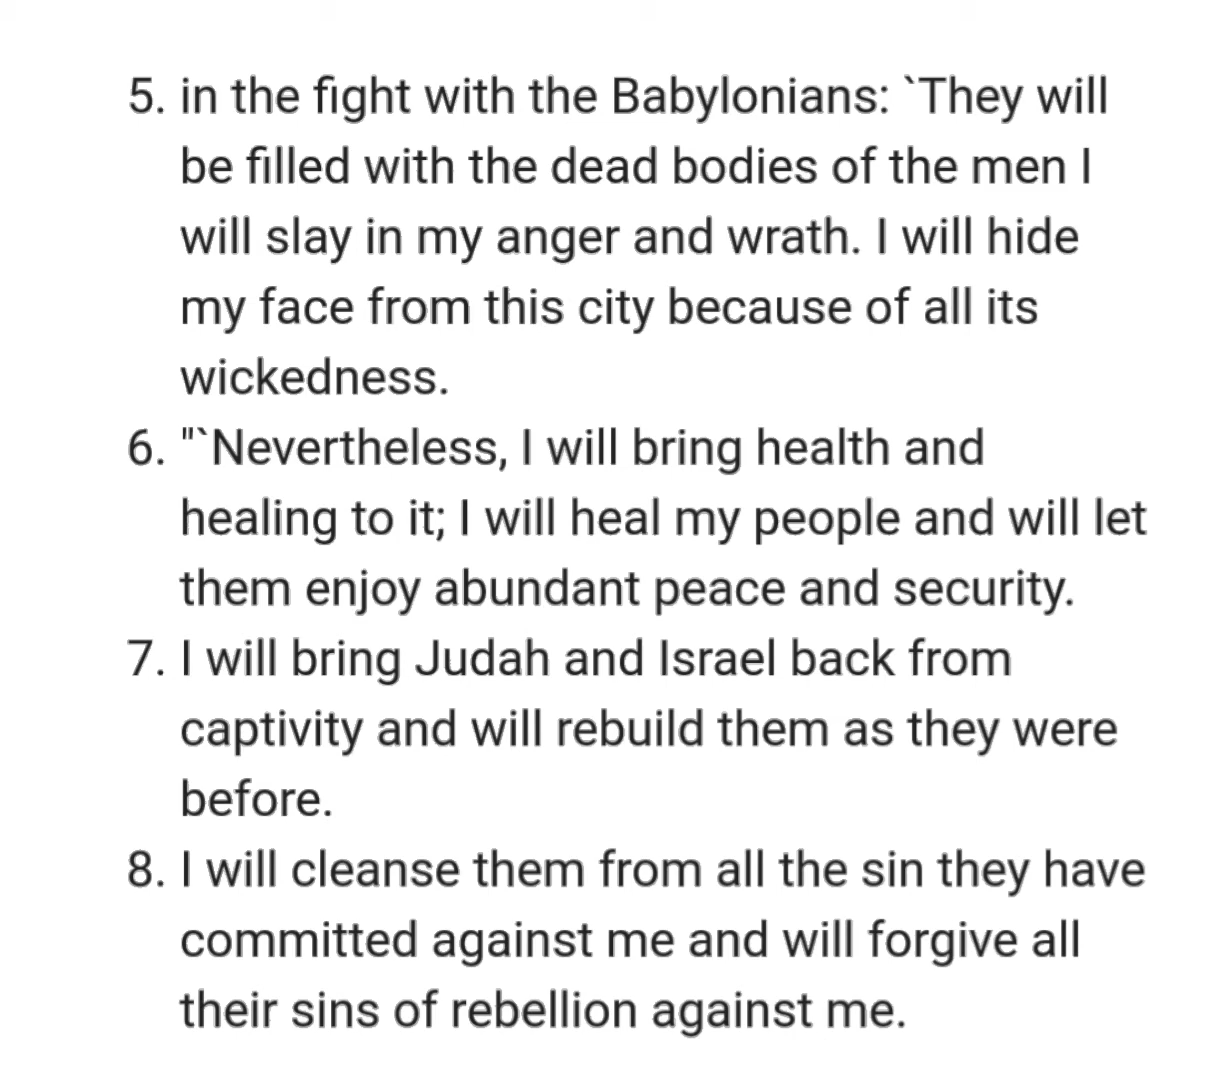 5. in the fight with the Babylonians: `They will
be filled with the dead bodies of the men I
will slay in my anger and wrath. I will hide
my face from this city because of all its
wickedness.
6. "`Nevertheless, I will bring health and
healing to it; I will heal my people and will let
them enjoy abundant peace and security.
7. I will bring Judah and Israel back from
captivity and will rebuild them as they were
before.
8. I will cleanse them from all the sin they have
committed against me and will forgive all
their sins of rebellion against me.